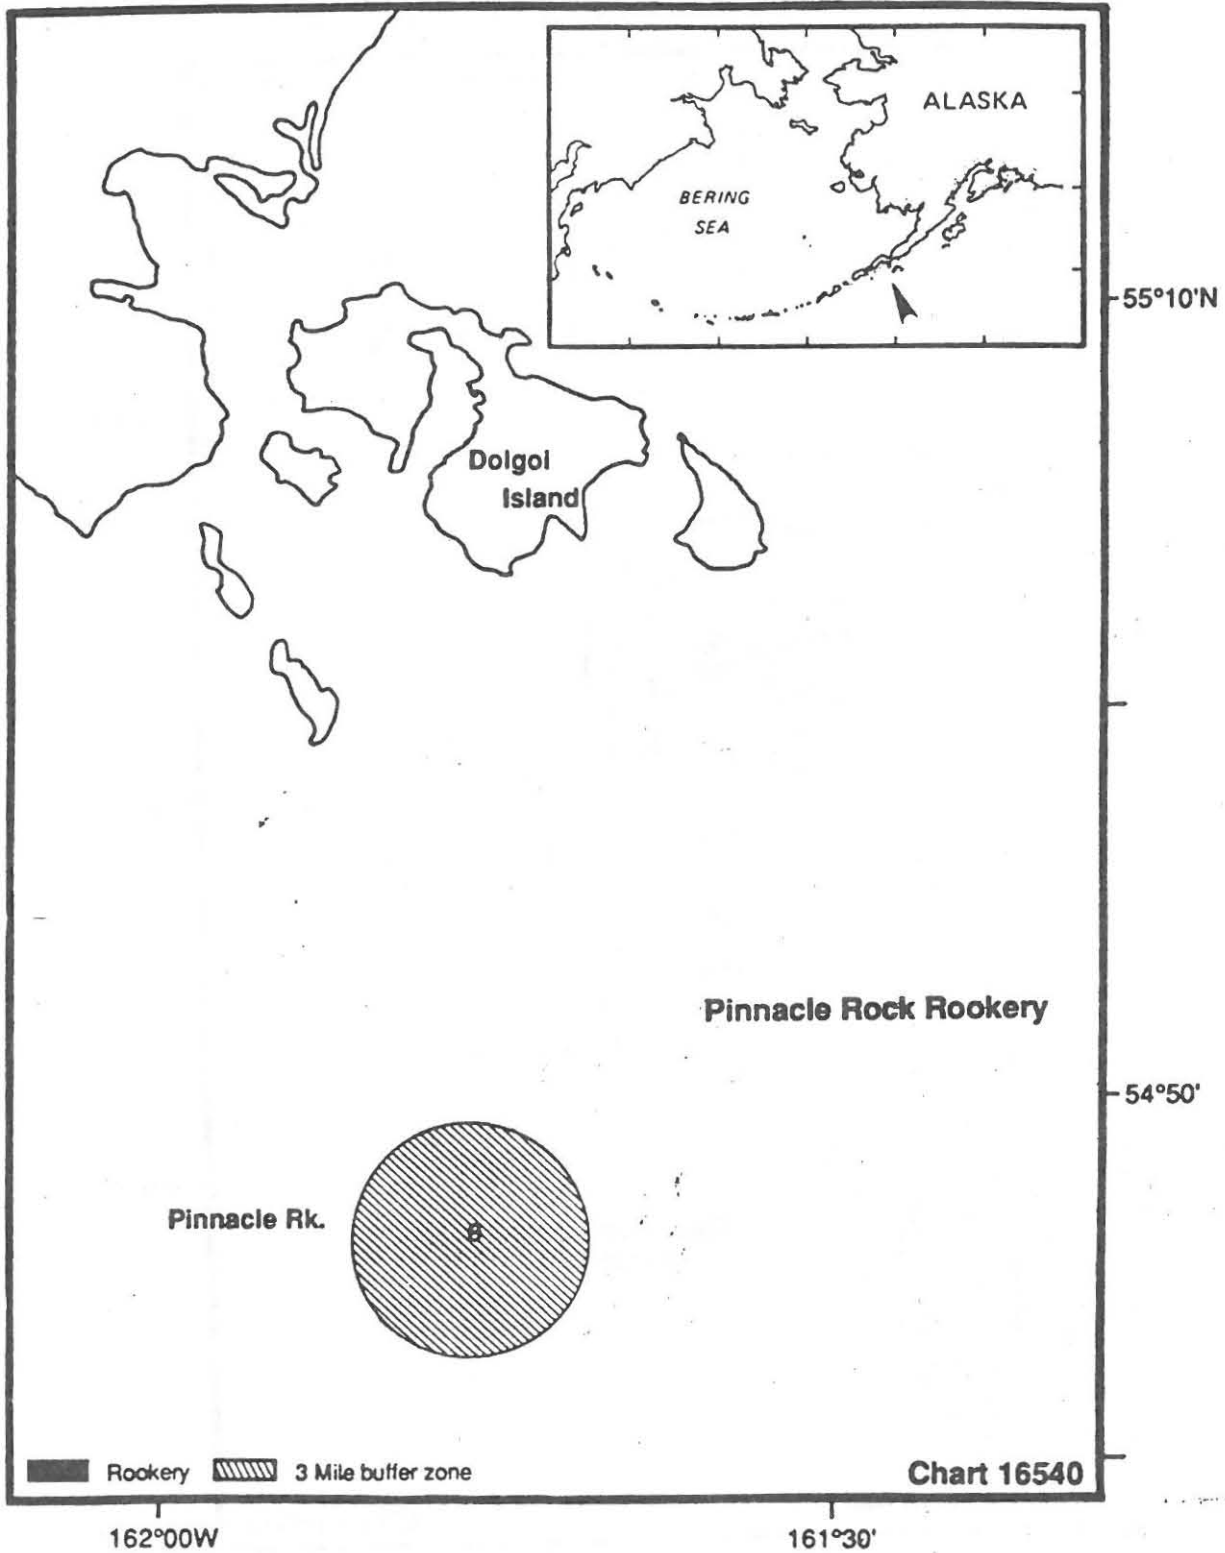 ALASKA
BERING
SEA
55°10'N
Dolgoi
Island
Pinnacle Rock Rookery
54°50'
Pinnacle Rk.
Rookery
3 Mile buffer zone
Chart 16540
162°00W
161°30'